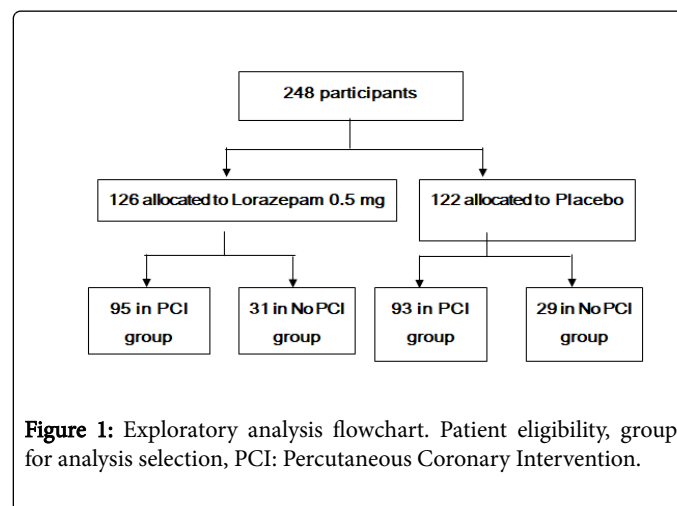 248 participants
126 allocated to Lorazepam 0.5 mg
122 allocated to Placebo
95 in PCI
group
31 in No PCI
group
93 in PCI
group
29 in No PCI
group
Figure 1: Exploratory analysis flowchart. Patient eligibility, group
for analysis selection, PCI: Percutaneous Coronary Intervention.